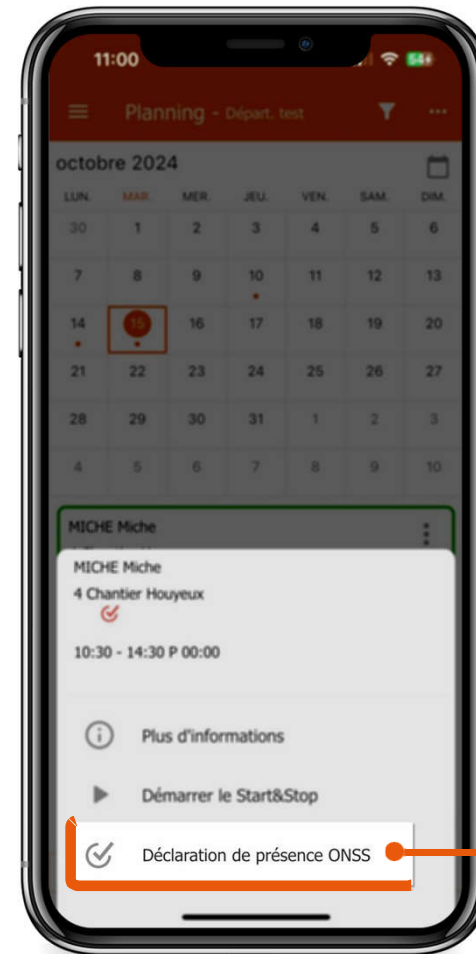 11:00 54
Planning - Départ. test
octobre 2024
LUN. MAR. MER. JEU. VEN. SAM. DIM.
30 1 2 3 4 5 6
7 8 9 10 11 12 13
14 15 16 17 18 19 20
21 22 23 24 25 26 27
28 29 30 31 1 2 3
4 5 6 7 8 9 10
MICHE Miche
MICHE Miche
4 Chantier Houyeux
10:30 - 14:30 P 00:00
Plus d'informations
Démarrer le Start&Stop
Déclaration de présence ONSS